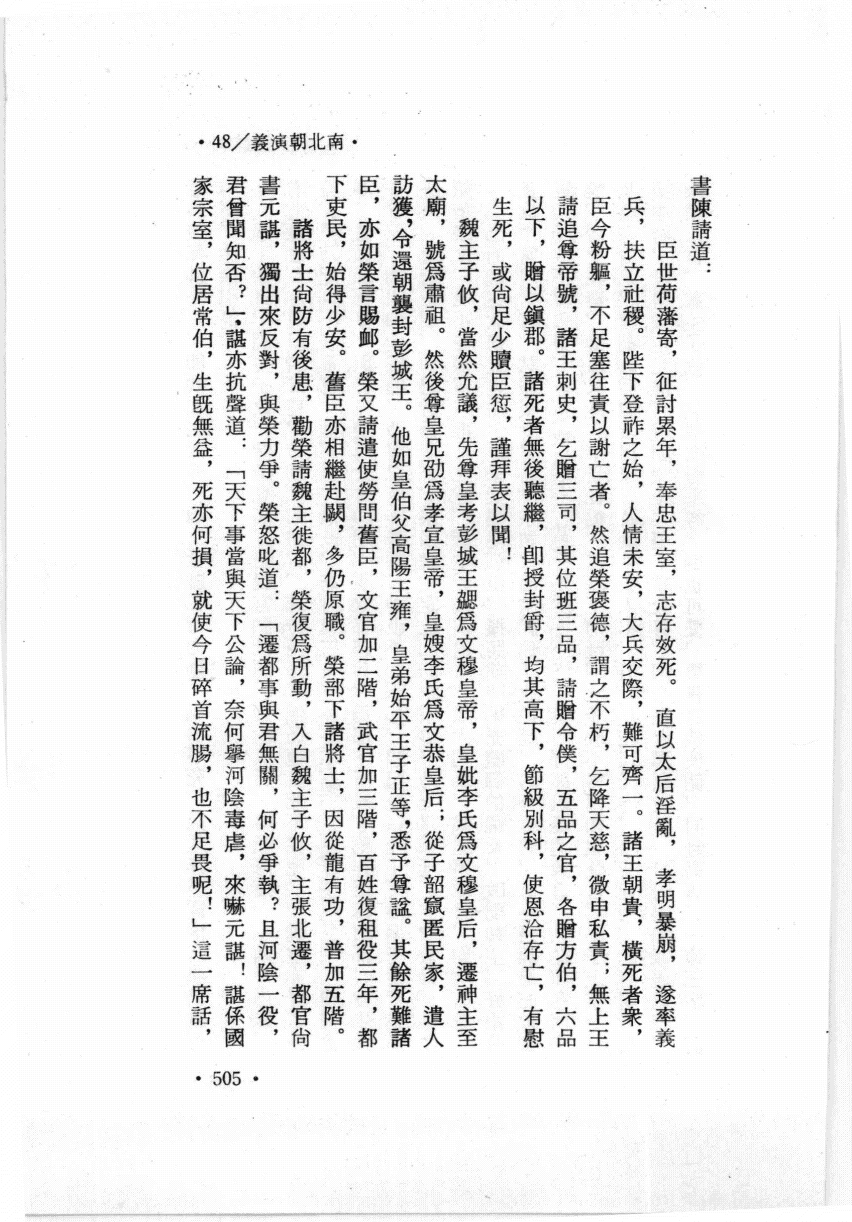 ·48╱義演朝北南·
書陳請道：
臣世荷藩寄，征討累年，奉忠王室，志存效死。直以太后淫亂，孝明暴崩，遂率義
兵，扶立社稷。陛下登祚之始，人情未安，大兵交際，難可齊一。諸王朝貴，橫死者衆，
臣今粉軀，不足塞往責以謝亡者。然追榮褒德，謂之不朽，乞降天慈，微申私責；無上王
請追尊帝號，諸王刺史，乞贈三司，其位班三品，請贈令僕，五品之官，各贈方伯，六品
以下，贈以鎭郡。諸死者無後聽繼，卽授封爵，均其高下，節級別科，使恩洽存亡，有慰
生死，或尙足少贖臣愆，謹拜表以聞！
魏主子攸，當然允議，先尊皇考彭城王勰爲文穆皇帝，皇妣李氏爲文穆皇后，遷神主至
太廟，號爲肅祖。然後尊皇兄劭爲孝宣皇帝，皇嫂李氏爲文恭皇后；從子韶竄匿民家，遣人
訪獲，令還朝襲封彭城王。他如皇伯父高陽王雍，皇弟始平王子正等，悉予尊諡。其餘死難諸
臣，亦如榮言賜卹。榮又請遣使勞問舊臣，文官加二階，武官加三階，百姓復租役三年，都
下吏民，始得少安。舊臣亦相繼赴闕，多仍原職。榮部下諸將士，因從龍有功，普加五階。
諸將士尙防有後患，勸榮請魏主徙都，榮復爲所動，入白魏主子攸，主張北遷，都官尙
書元諶，獨出來反對，與榮力爭。榮怒叱道：「遷都事與君無關，何必爭執？且河陰一役，
君曾聞知否？」，諶亦抗聲道：「天下事當與天下公論，奈何舉河陰毒虐，來嚇元諶！諶係國
家宗室，位居常伯，生旣無益，死亦何損，就使今日碎首流腸，也不足畏呢！」這一席話，
·505·